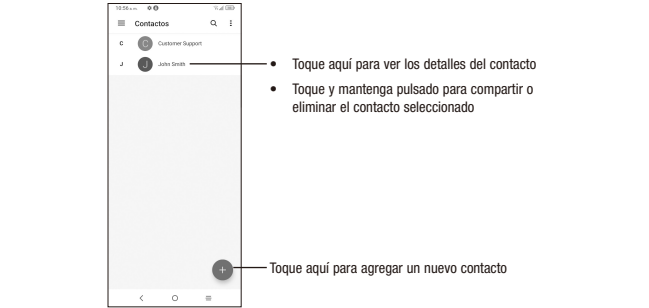 10:56 a.m.
Contactos
C C Customer Support
J J John Smith
• Toque aquí para ver los detalles del contacto
• Toque y mantenga pulsado para compartir o
eliminar el contacto seleccionado
Toque aquí para agregar un nuevo contacto